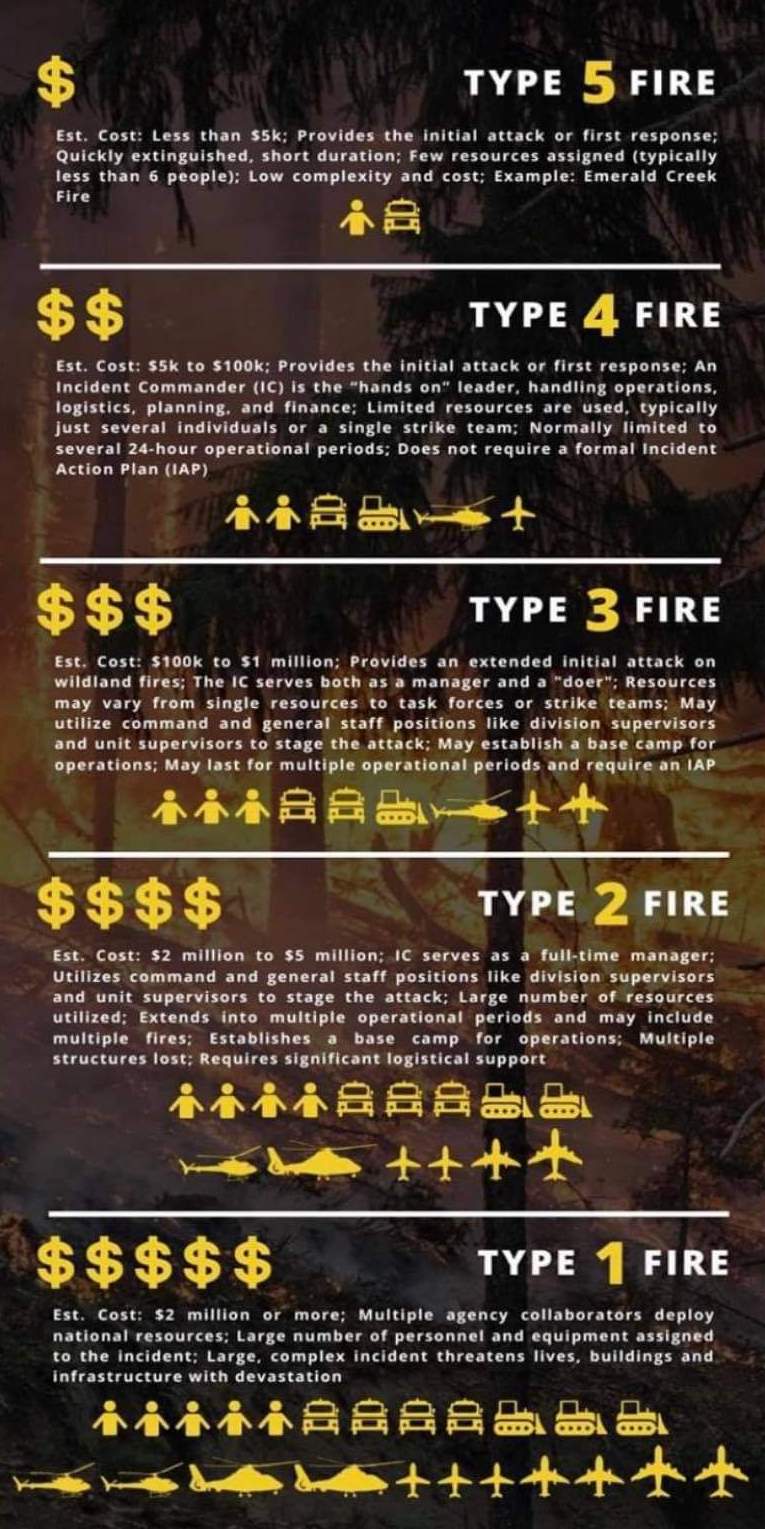 $ TYPE 5 FIRE
Est. Cost: Less than $5k; Provides the initial attack or first response;
Quickly extinguished, short duration; Few resources assigned (typically
less than 6 people); Low complexity and cost; Example: Emerald Creek
Fire
$$ TYPE 4 FIRE
Est. Cost: $5k to $100k; Provides the initial attack or first response; An
Incident Commander (IC) is the "hands on" leader, handling operations,
logistics, planning, and finance; Limited resources are used, typically
just several individuals or a single strike team; Normally limited to
several 24-hour operational periods; Does not require a formal Incident
Action Plan (IAP)
$$$ TYPE 3 FIRE
Est. Cost: $100k to $1 million; Provides an extended initial attack on
wildland fires; The IC serves both as a manager and a "doer"; Resources
may vary from single resources to task forces or strike teams; May
utilize command and general staff positions like division supervisors
and unit supervisors to stage the attack; May establish a base camp for
operations; May last for multiple operational periods and require an IAP
$$$$ TYPE 2 FIRE
Est. Cost: $2 million to $5 million; IC serves as a full-time manager;
Utilizes command and general staff positions like division supervisors
and unit supervisors to stage the attack; Large number of resources
utilized; Extends into multiple operational periods and may include
multiple fires; Establishes a base camp for operations; Multiple
structures lost; Requires significant logistical support
$$$$$ TYPE 1 FIRE
Est. Cost: $2 million or more; Multiple agency collaborators deploy
national resources; Large number of personnel and equipment assigned
to the incident; Large, complex incident threatens lives, buildings and
infrastructure with devastation